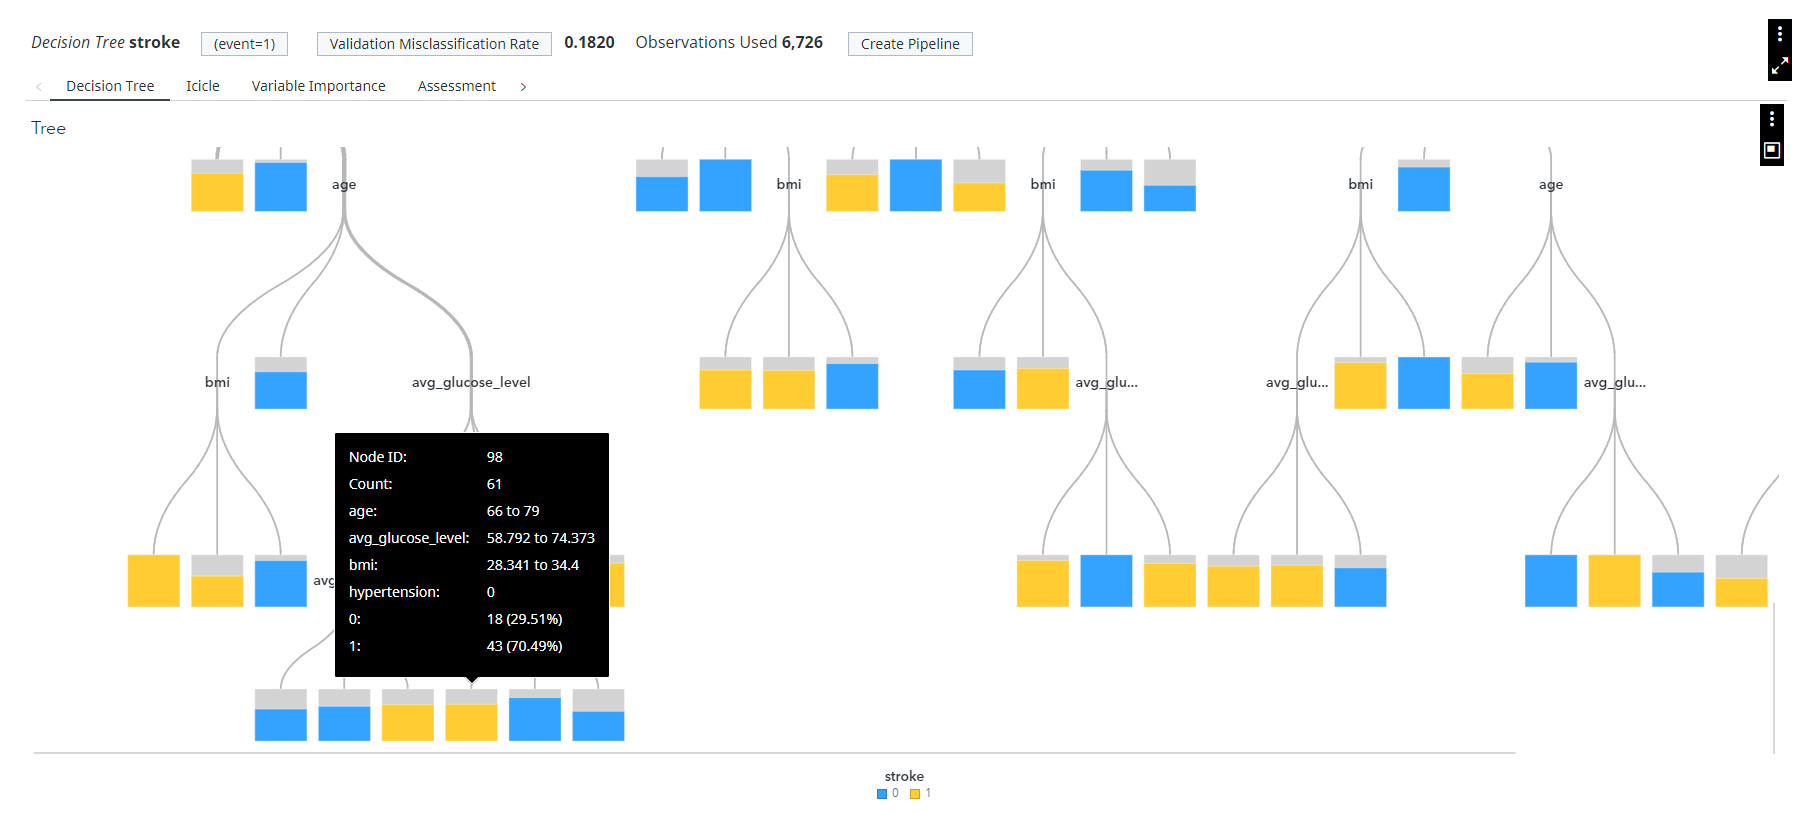 Decision Tree stroke (event=1) Validation Misclassification Rate 0.1820 Observations Used 6,726 Create Pipeline
Decision Tree Icicle Variable Importance Assessment
Tree
age bmi bmi bmi age
bmi avg_glucose_level avg_glu... avg_glu... avg_glu...
Node ID: 98
Count: 61
age: 66 to 79
avg_glucose_level: 58.792 to 74.373
bmi: 28.341 to 34.4
avg
hypertension: 0
0: 18 (29.51%)
1: 43 (70.49%)
stroke
0 1